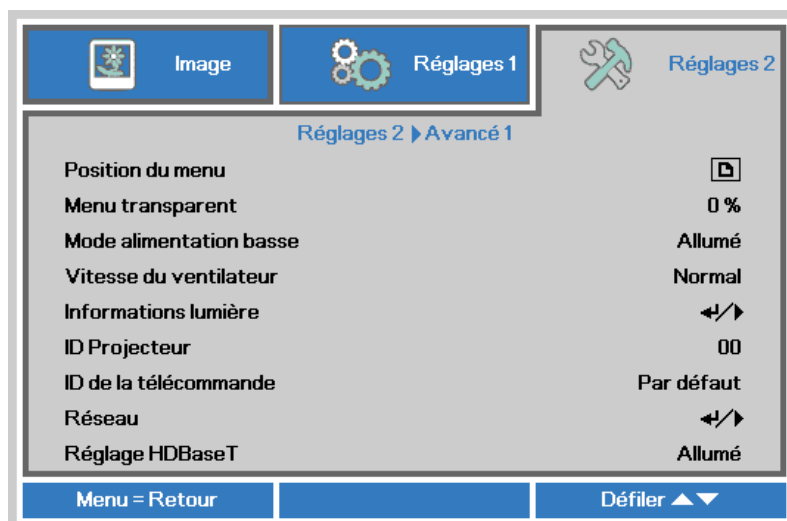 Image
Réglages 1
Réglages 2
Réglages 2 Avancé 1
Position du menu
Menu transparent 0 %
Mode alimentation basse Allumé
Vitesse du ventilateur Normal
Informations lumière
ID Projecteur 00
ID de la télécommande Par défaut
Réseau
Réglage HDBaseT Allumé
Menu = Retour Défiler